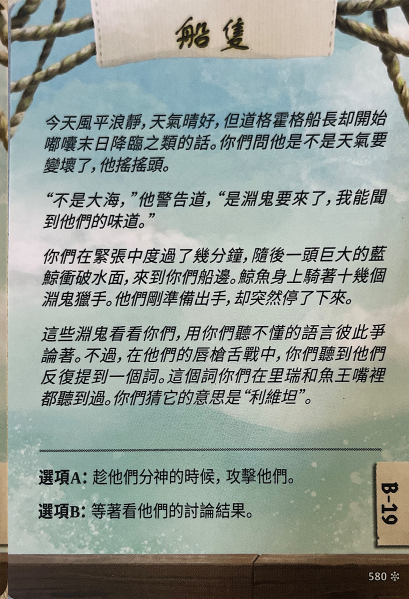 船隻
今天風平浪靜，天氣晴好，但道格霍格船長却開始
嘟囔末日降臨之類的話。你們問他是不是天氣要
變壞了，他搖搖頭。
“不是大海，”他警告道，“是淵鬼要來了，我能聞
到他們的味道。”
你們在緊張中度過了幾分鐘，隨後一頭巨大的藍
鯨衝破水面，來到你們船邊。鯨魚身上騎著十幾個
淵鬼獵手。他們剛準備出手，却突然停了下來。
這些淵鬼看看你們，用你們聽不懂的語言彼此爭
論著。不過，在他們的唇槍舌戰中，你們聽到他們
反復提到一個詞。這個詞你們在里瑞和魚王嘴裡
都聽到過。你們猜它的意思是“利維坦”。
選項A：趁他們分神的時候，攻擊他們。
選項B：等著看他們的討論結果。
B-19
580